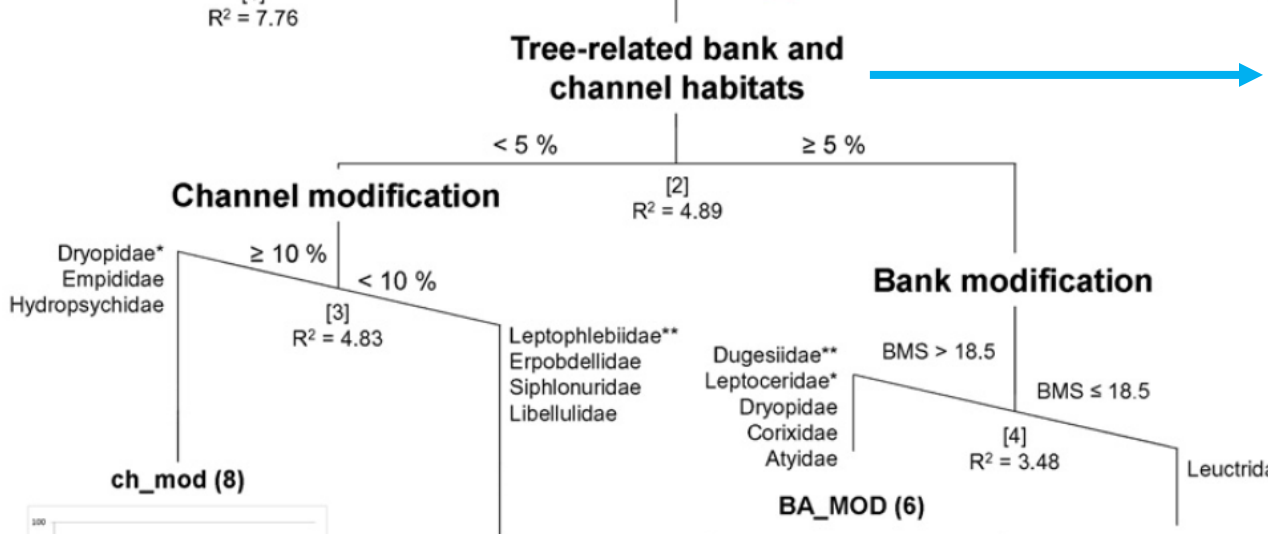 R² = 7.76
Tree-related bank and
channel habitats
< 5 %
≥ 5 %
[2]
R² = 4.89
Channel modification
≥ 10 %
< 10 %
[3]
R² = 4.83
Dryopidae*
Empididae
Hydropsychidae
Leptophlebiidae**
Erpobdellidae
Siphlonuridae
Libellulidae
ch_mod (8)
100
Bank modification
BMS > 18.5
BMS ≤ 18.5
[4]
R² = 3.48
Dugesiidae**
Leptoceridae*
Dryopidae
Corixidae
Atyidae
BA_MOD (6)
Leuctrida